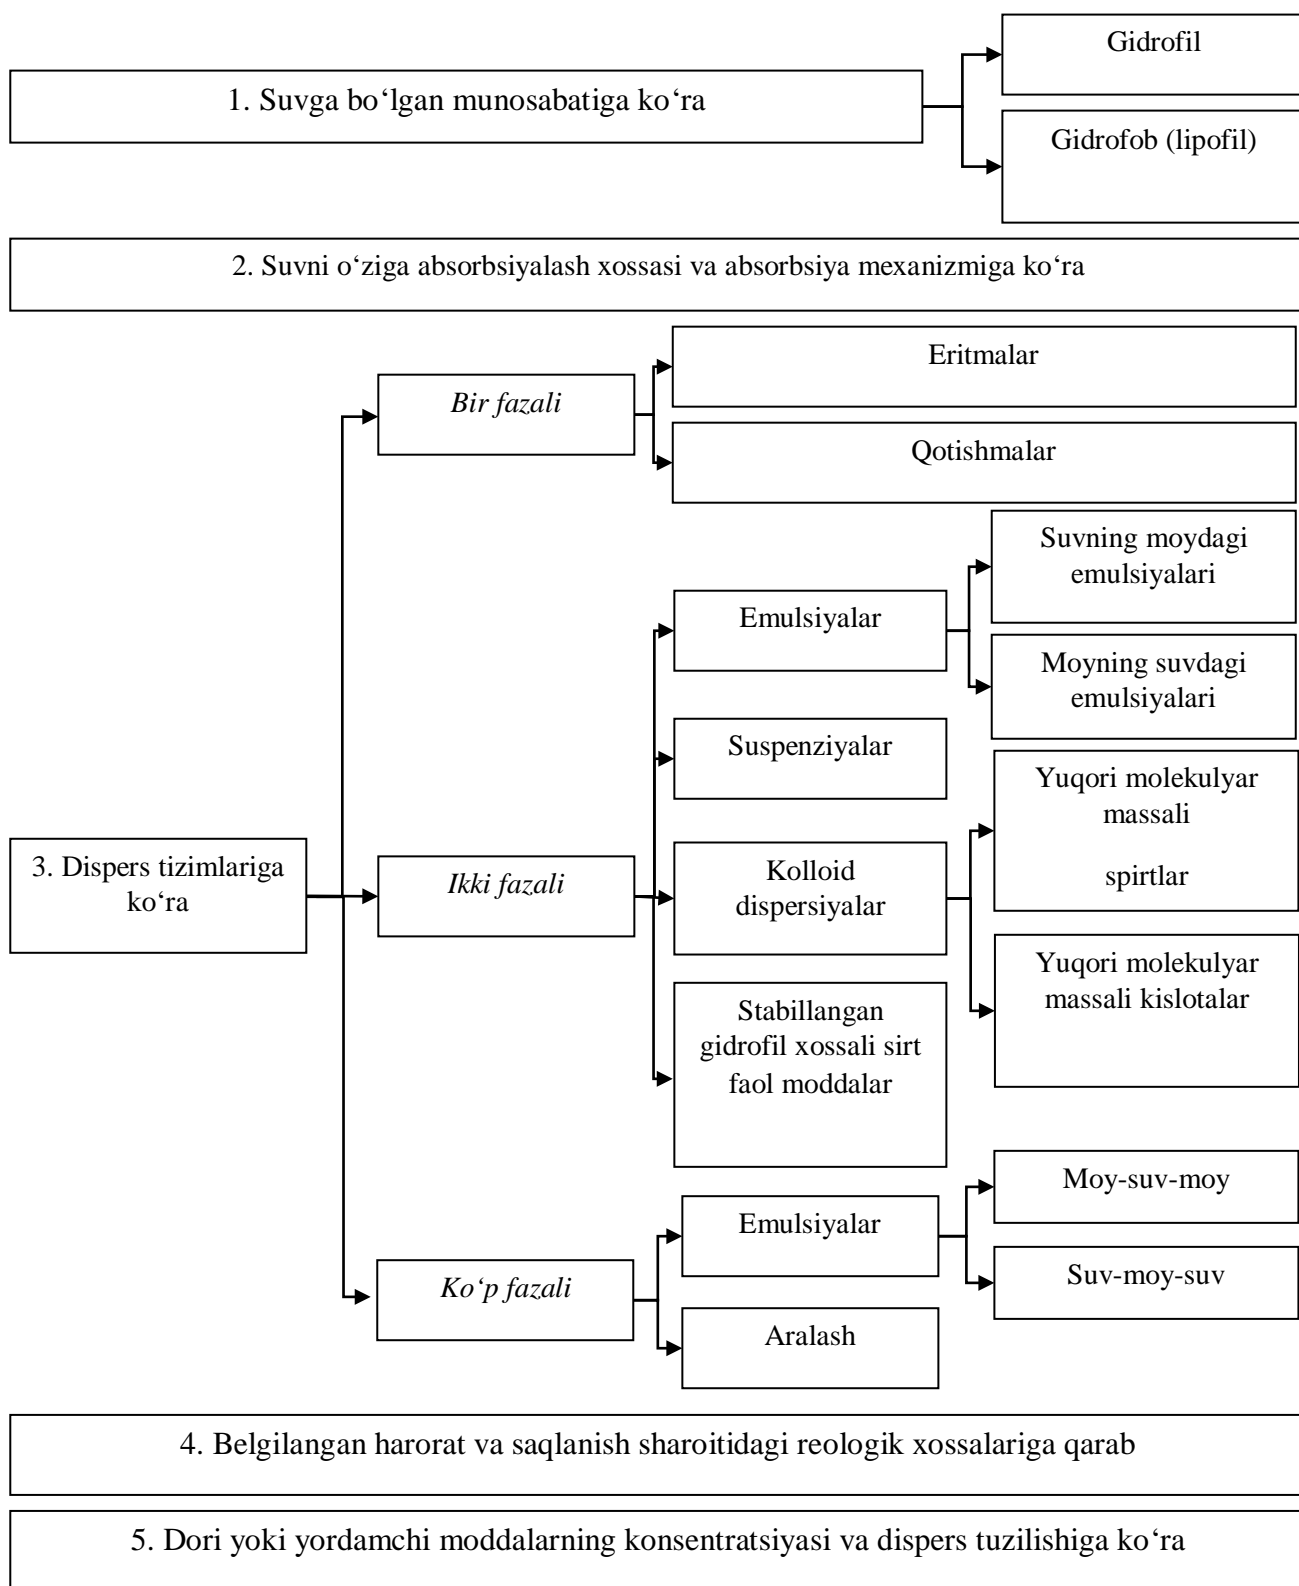 Gidrofil
1. Suvga bo‘lgan munosabatiga ko‘ra
Gidrofob (lipofil)
2. Suvni o‘ziga absorbsiyalash xossasi va absorbsiya mexanizmiga ko‘ra
Eritmalar
Bir fazali
Qotishmalar
Suvning moydagi
emulsiyalari
Emulsiyalar
Moyning suvdagi
emulsiyalari
Suspenziyalar
Yuqori molekulyar
massali
spirtlar
3. Dispers tizimlariga
ko‘ra
Ikki fazali
Kolloid
dispersiyalar
Yuqori molekulyar
massali kislotalar
Stabillangan
gidrofil xossali sirt
faol moddalar
Moy-suv-moy
Emulsiyalar
Suv-moy-suv
Ko‘p fazali
Aralash
4. Belgilangan harorat va saqlanish sharoitidagi reologik xossalariga qarab
5. Dori yoki yordamchi moddalarning konsentratsiyasi va dispers tuzilishiga ko‘ra